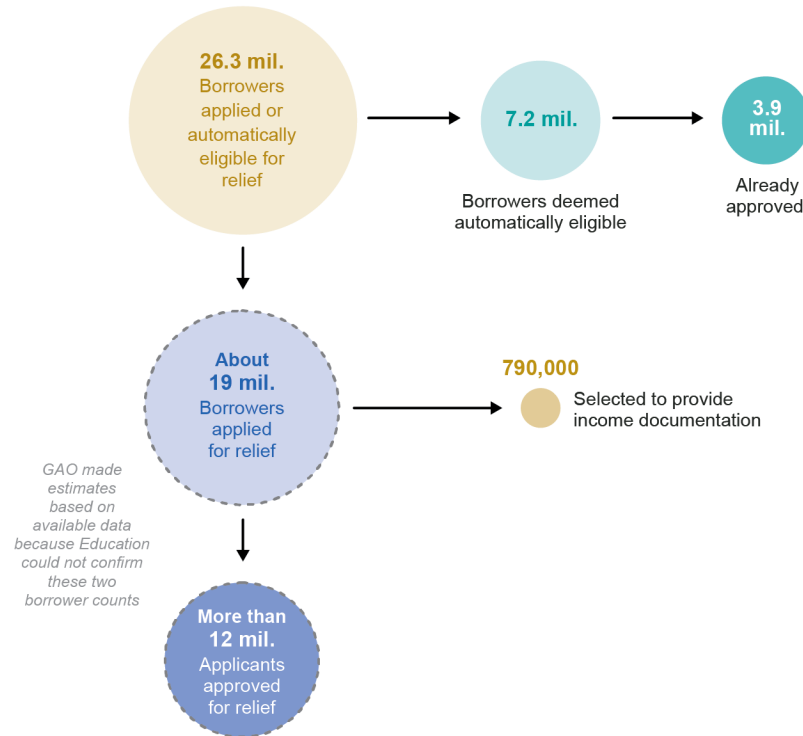 26.3 mil.
Borrowers
applied or
automatically
eligible for
relief
7.2 mil.
Borrowers deemed
automatically eligible
3.9
mil.
Already
approved
About
19 mil.
Borrowers
applied
for relief
790,000
Selected to provide
income documentation
GAO made
estimates
based on
available data
because Education
could not confirm
these two
borrower counts
More than
12 mil.
Applicants
approved
for relief